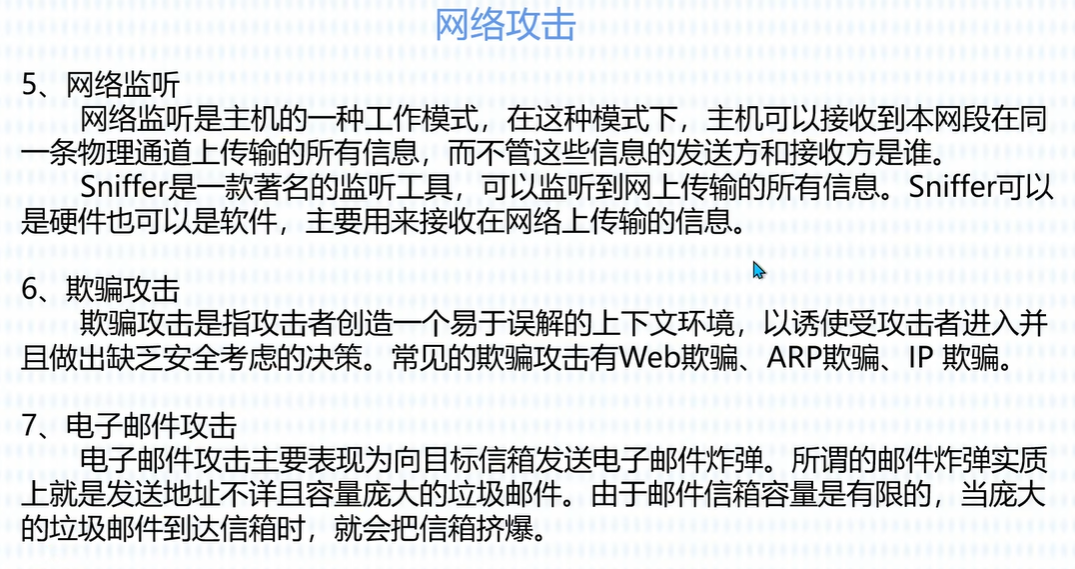 网络攻击
5、网络监听
网络监听是主机的一种工作模式，在这种模式下，主机可以接收到本网段在同
一条物理通道上传输的所有信息，而不管这些信息的发送方和接收方是谁。
Sniffer是一款著名的监听工具，可以监听到网上传输的所有信息。Sniffer可以
是硬件也可以是软件，主要用来接收在网络上传输的信息。
6、欺骗攻击
欺骗攻击是指攻击者创造一个易于误解的上下文环境，以诱使受攻击者进入并
且做出缺乏安全考虑的决策。常见的欺骗攻击有Web欺骗、ARP欺骗、IP 欺骗。
7、电子邮件攻击
电子邮件攻击主要表现为向目标信箱发送电子邮件炸弹。所谓的邮件炸弹实质
上就是发送地址不详且容量庞大的垃圾邮件。由于邮件信箱容量是有限的，当庞大
的垃圾邮件到达信箱时，就会把信箱挤爆。